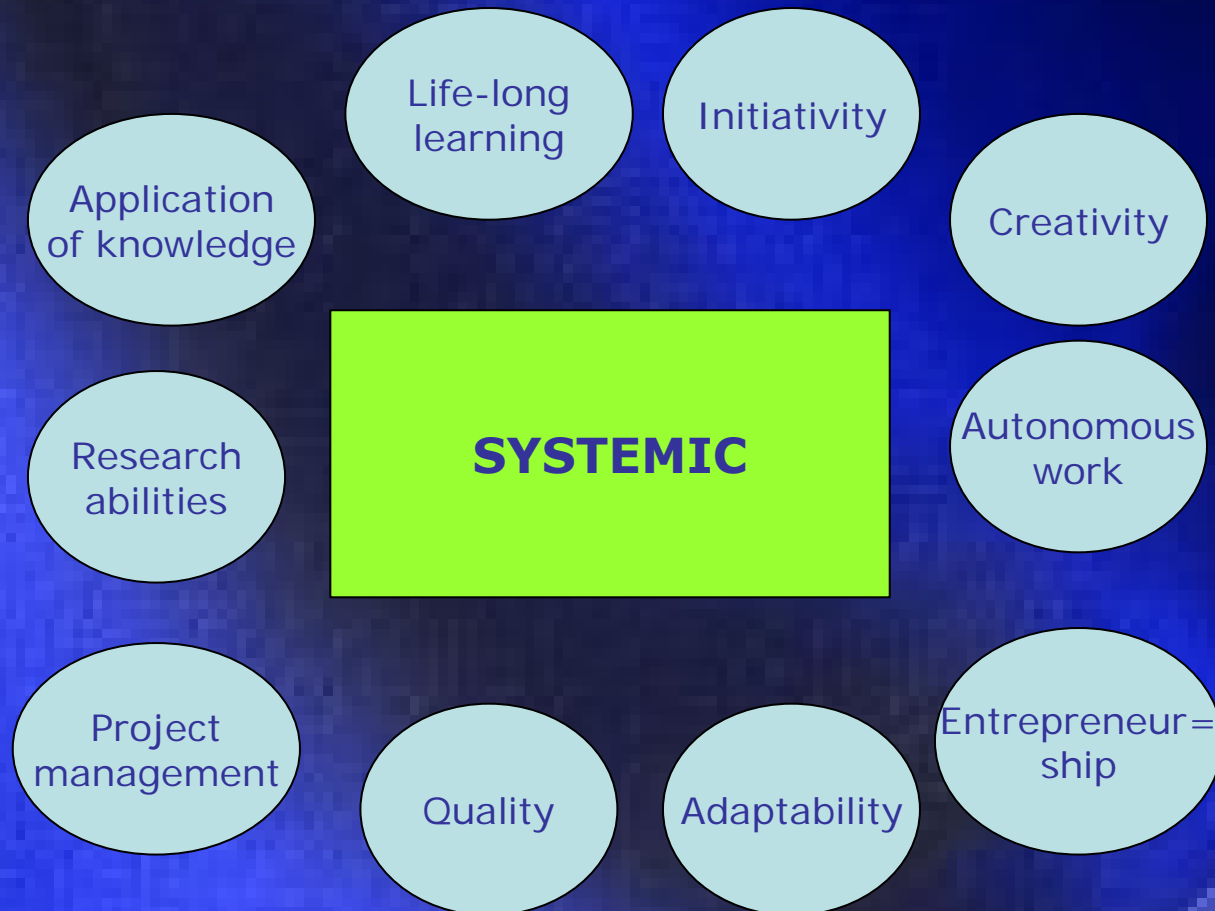 Life-long
learning
Initiativity
Application
of knowledge
Creativity
SYSTEMIC
Autonomous
work
Research
abilities
Project
management
Quality
Adaptability
Entrepreneur=
ship